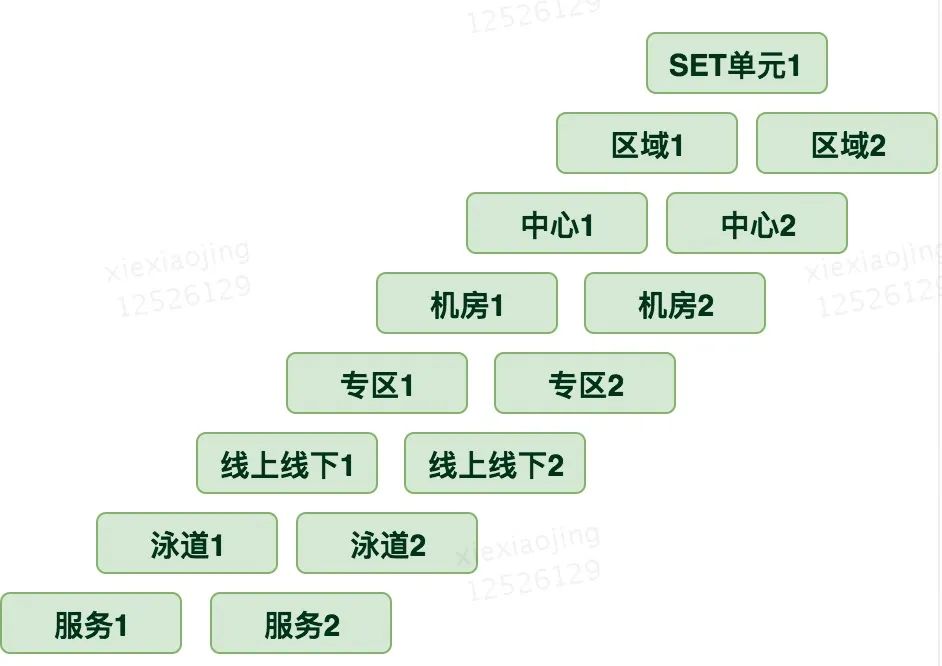 12526129
SET单元1
区域1 区域2
中心1 中心2
xiexiaojing
12526129
机房1 机房2
xiexiaojing
12526129
专区1 专区2
线上线下1 线上线下2
泳道1 泳道2
xiexiaojing
12526129
服务1 服务2